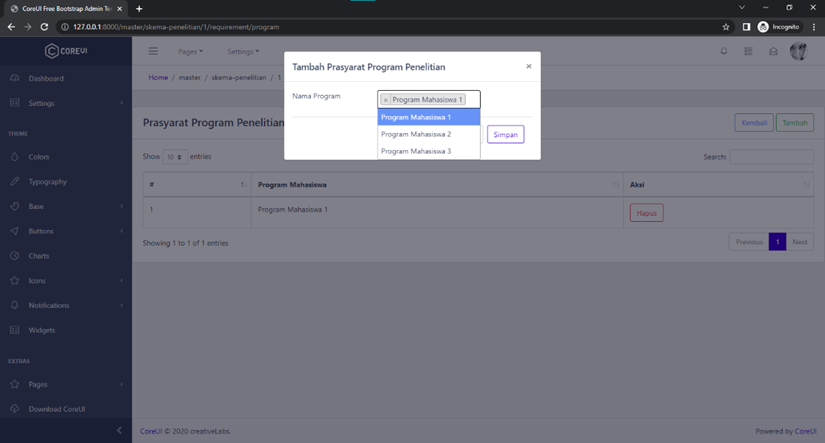 CoreUI Free Bootstrap Admin Te
127.0.0.1:8000/master/skema-penelitian/1/requirement/program
Incognito
COREUI
Pages
Settings
Dashboard
Settings
THEME
Colors
Typography
Base
Buttons
Charts
Icons
Notifications
Widgets
EXTRAS
Pages
Download CoreUI
Home / master / skema-penelitian / 1
Tambah Prasyarat Program Penelitian
×
Nama Program
× Program Mahasiswa 1
Program Mahasiswa 1
Program Mahasiswa 2
Program Mahasiswa 3
Simpan
Prasyarat Program Penelitian
Kembali
Tambah
Show 10 entries
Search:
# Program Mahasiswa Aksi
1 Program Mahasiswa 1 Hapus
Showing 1 to 1 of 1 entries
Previous 1 Next
CoreUI © 2020 creativeLabs.
Powered by CoreUI